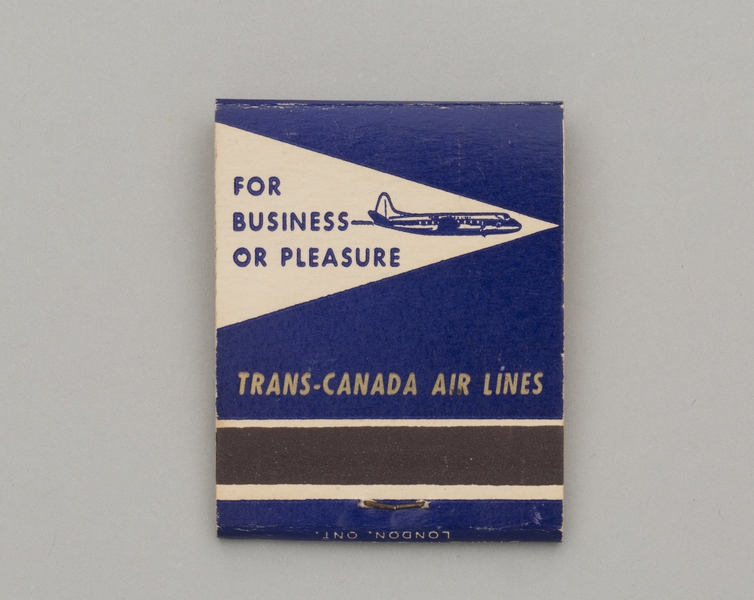 FOR
BUSINESS
OR PLEASURE
TRANS-CANADA AIR LINES
LONDON, ONT.